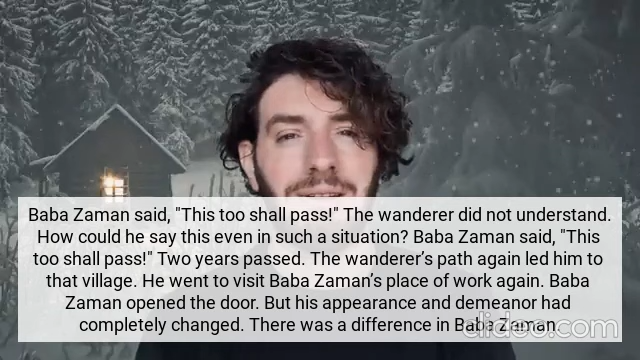 Baba Zaman said, "This too shall pass!" The wanderer did not understand.
How could he say this even in such a situation? Baba Zaman said, "This
too shall pass!" Two years passed. The wanderer’s path again led him to
that village. He went to visit Baba Zaman’s place of work again. Baba
Zaman opened the door. But his appearance and demeanor had
completely changed. There was a difference in Baba Zaman.
clideo.com